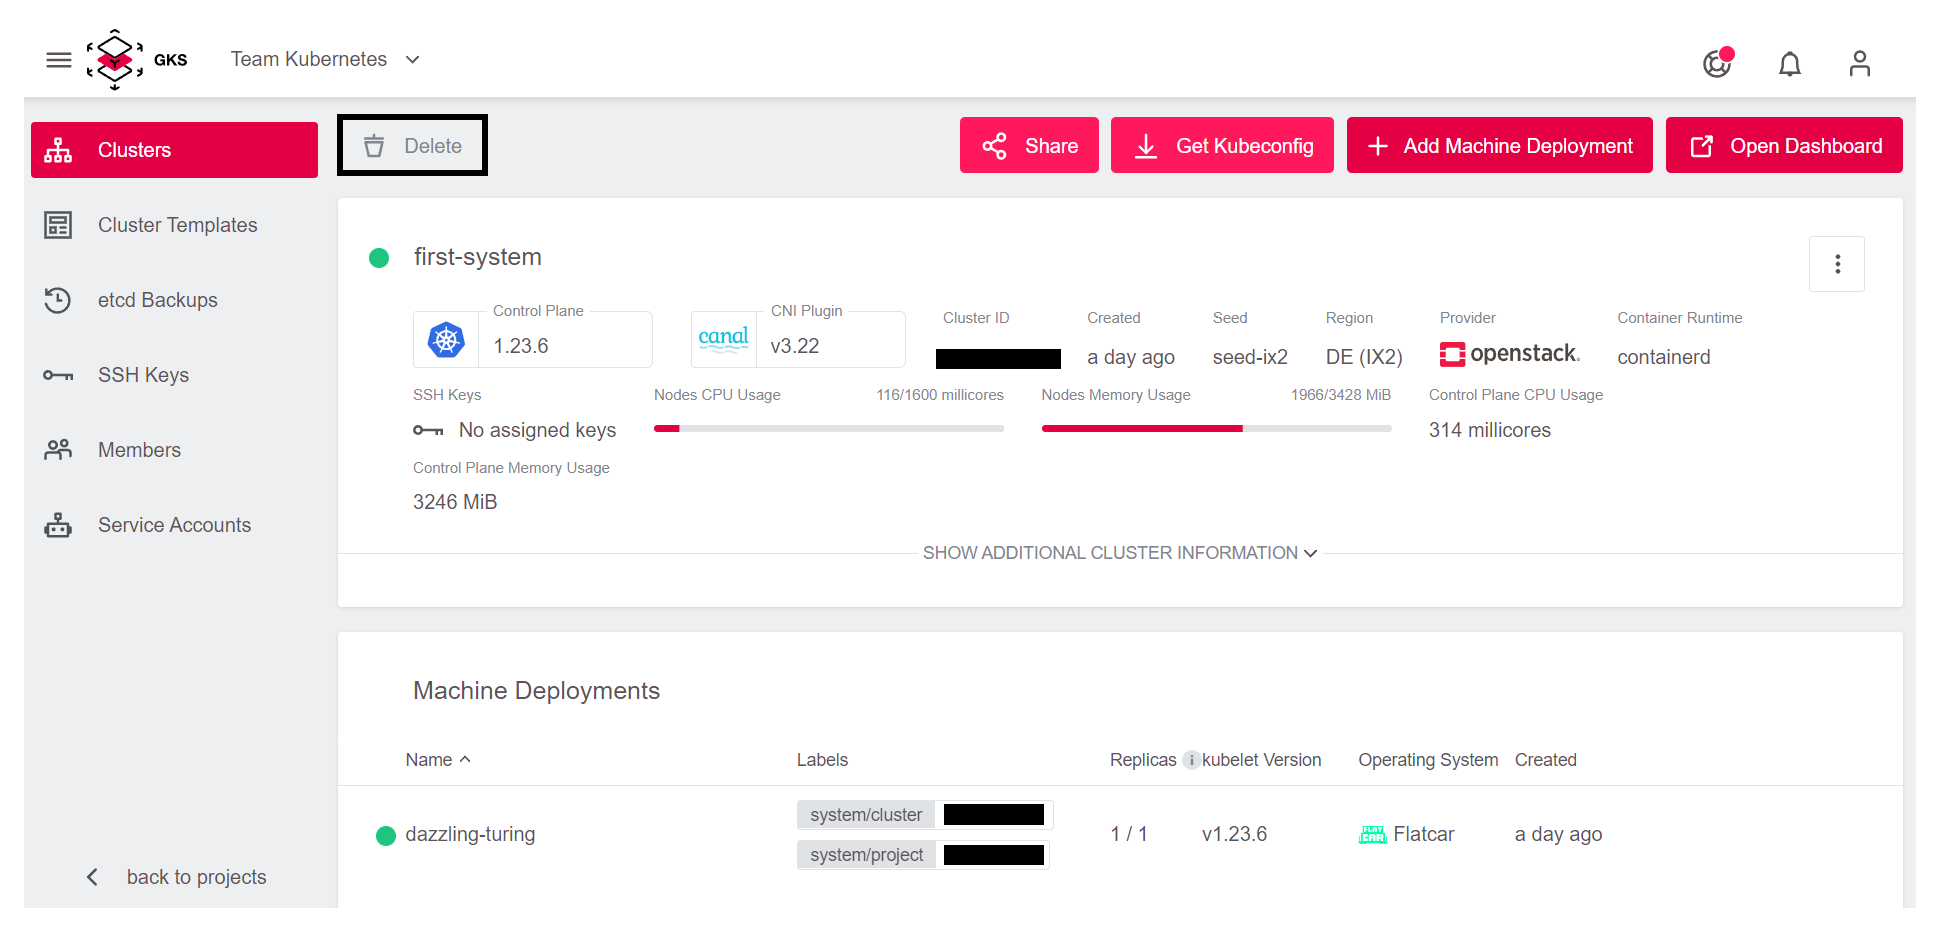 GKS
Team Kubernetes
Clusters
Cluster Templates
etcd Backups
SSH Keys
Members
Service Accounts
back to projects
Delete
Share
Get Kubeconfig
Add Machine Deployment
Open Dashboard
first-system
Control Plane
1.23.6
canal
CNI Plugin
v3.22
Cluster ID
Created
a day ago
Seed
seed-ix2
Region
DE (IX2)
Provider
openstack.
Container Runtime
containerd
SSH Keys
No assigned keys
Nodes CPU Usage 116/1600 millicores
Nodes Memory Usage 1966/3428 MiB
Control Plane CPU Usage
314 millicores
Control Plane Memory Usage
3246 MiB
SHOW ADDITIONAL CLUSTER INFORMATION
Machine Deployments
Name Labels Replicas i kubelet Version Operating System Created
dazzling-turing
system/cluster
system/project
1 / 1
v1.23.6
FLAT
CAR
Flatcar
a day ago